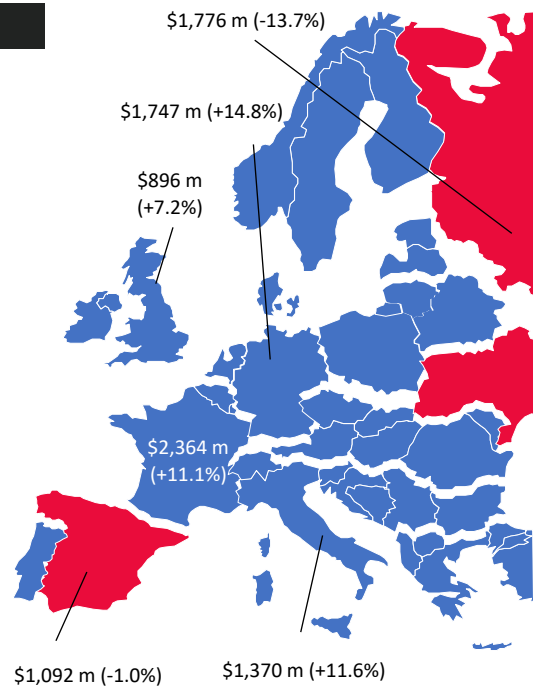 $1,776 m (-13.7%)
$1,747 m (+14.8%)
$896 m
(+7.2%)
$2,364 m
(+11.1%)
$1,092 m (-1.0%)
$1,370 m (+11.6%)